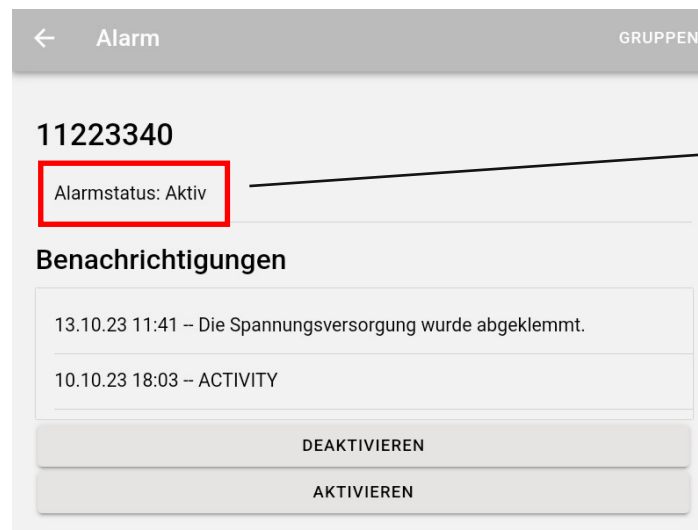 Alarm GRUPPEN
11223340
Alarmstatus: Aktiv
Benachrichtigungen
13.10.23 11:41 -- Die Spannungsversorgung wurde abgeklemmt.
10.10.23 18:03 -- ACTIVITY
DEAKTIVIEREN
AKTIVIEREN